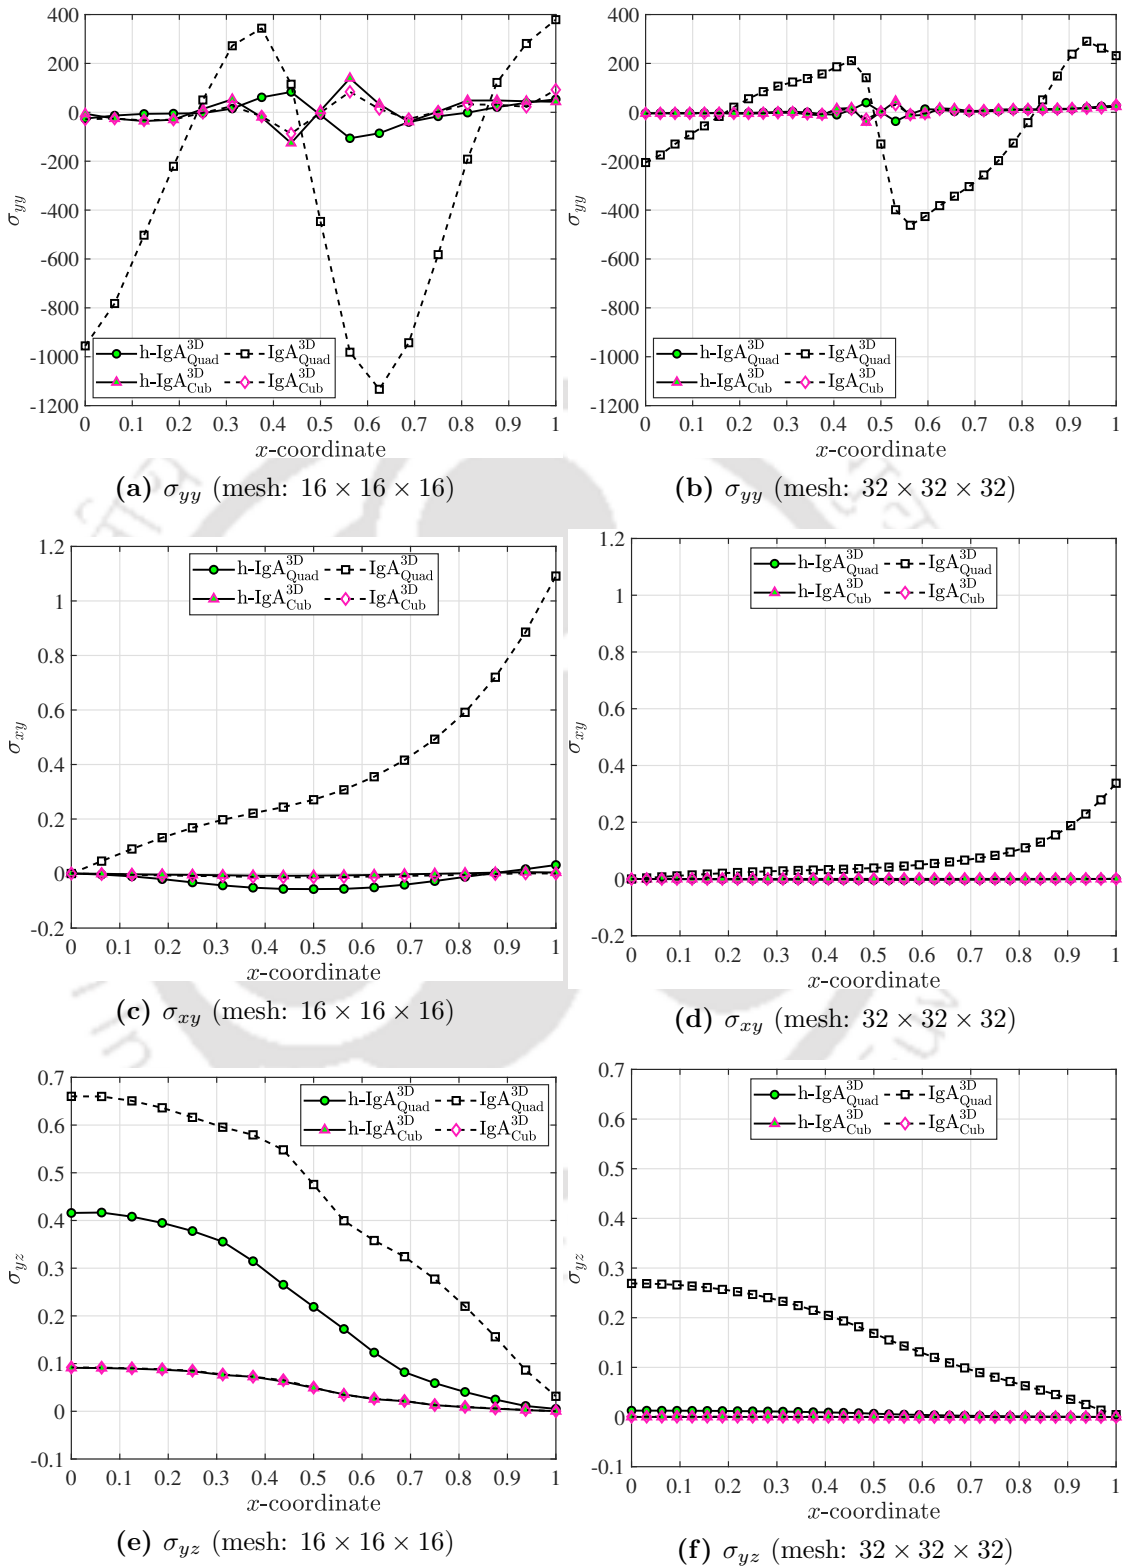 400
200
0
-200
-400
-600
-800
-1000
-1200
σyy
h-IgA3DQuad IgA3DQuad
h-IgA3DCub IgA3DCub
0 0.1 0.2 0.3 0.4 0.5 0.6 0.7 0.8 0.9 1
x-coordinate
(a) σyy (mesh: 16 × 16 × 16)
400
200
0
-200
-400
-600
-800
-1000
-1200
σyy
h-IgA3DQuad IgA3DQuad
h-IgA3DCub IgA3DCub
0 0.1 0.2 0.3 0.4 0.5 0.6 0.7 0.8 0.9 1
x-coordinate
(b) σyy (mesh: 32 × 32 × 32)
1.2
1
0.8
0.6
0.4
0.2
0
-0.2
σxy
h-IgA3DQuad IgA3DQuad
h-IgA3DCub IgA3DCub
0 0.1 0.2 0.3 0.4 0.5 0.6 0.7 0.8 0.9 1
x-coordinate
(c) σxy (mesh: 16 × 16 × 16)
1.2
1
0.8
0.6
0.4
0.2
0
-0.2
σxy
h-IgA3DQuad IgA3DQuad
h-IgA3DCub IgA3DCub
0 0.1 0.2 0.3 0.4 0.5 0.6 0.7 0.8 0.9 1
x-coordinate
(d) σxy (mesh: 32 × 32 × 32)
0.7
0.6
0.5
0.4
0.3
0.2
0.1
0
-0.1
σyz
h-IgA3DQuad IgA3DQuad
h-IgA3DCub IgA3DCub
0 0.1 0.2 0.3 0.4 0.5 0.6 0.7 0.8 0.9 1
x-coordinate
(e) σyz (mesh: 16 × 16 × 16)
0.7
0.6
0.5
0.4
0.3
0.2
0.1
0
-0.1
σyz
h-IgA3DQuad IgA3DQuad
h-IgA3DCub IgA3DCub
0 0.1 0.2 0.3 0.4 0.5 0.6 0.7 0.8 0.9 1
x-coordinate
(f) σyz (mesh: 32 × 32 × 32)